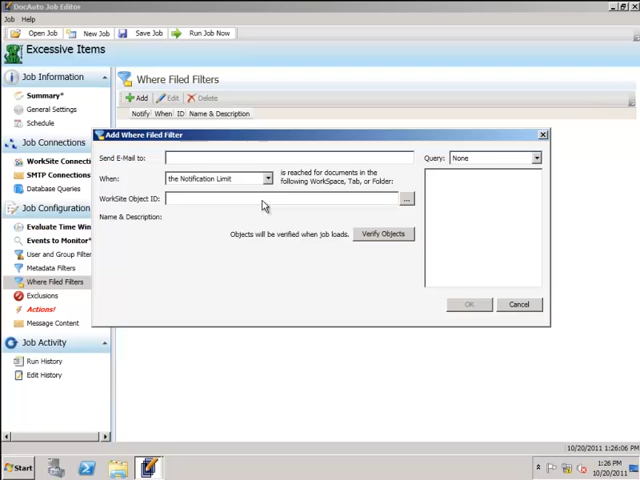 DocAuto Job Editor
Job Help
Open Job New Job Save Job Run Job Now
Excessive Items
Job Information
Summary*
General Settings
Schedule
Job Connections
WorkSite Connecti
SMTP Connections
Database Queries
Job Configuration
Evaluate Time Win
Events to Monitor*
User and Group Filter
Metadata Filters
Where Filed Filters
Exclusions
Actions!
Message Content
Job Activity
Run History
Edit History
Where Filed Filters
Add Edit Delete
Notify When ID Name & Description
Add Where Filed Filter
Send E-Mail to:
Query: None
When: the Notification Limit
is reached for documents in the
following WorkSpace, Tab, or Folder:
WorkSite Object ID: ...
Name & Description:
Objects will be verified when job loads. Verify Objects
OK Cancel
10/20/2011 1:26:06 PM
Start
1:26 PM
10/20/2011